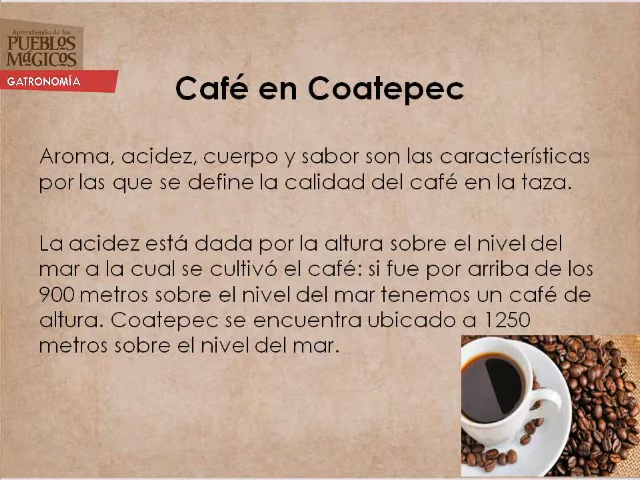 Aprendiendo de los
PUEBLOS
MáGICOS
GATRONOMÍA
Café en Coatepec
Aroma, acidez, cuerpo y sabor son las características
por las que se define la calidad del café en la taza.
La acidez está dada por la altura sobre el nivel del
mar a la cual se cultivó el café: si fue por arriba de los
900 metros sobre el nivel del mar tenemos un café de
altura. Coatepec se encuentra ubicado a 1250
metros sobre el nivel del mar.